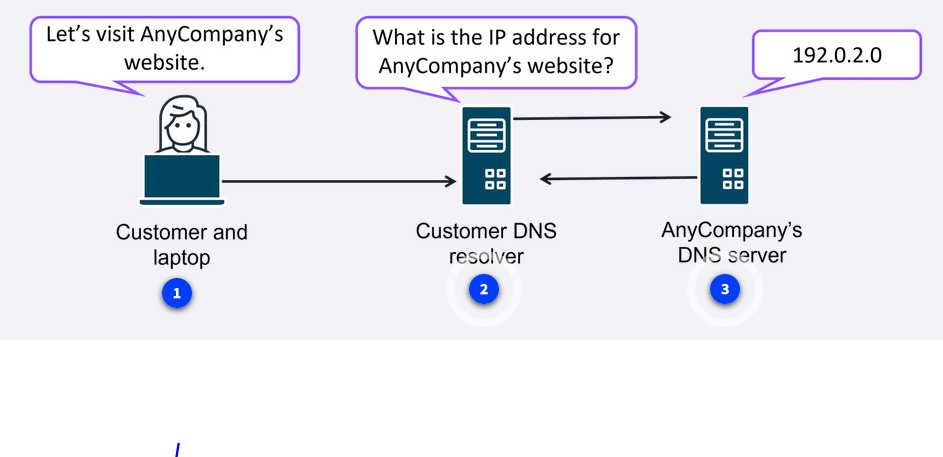 Let's visit AnyCompany's
website.
What is the IP address for
AnyCompany's website?
192.0.2.0
Customer and
laptop
1
Customer DNS
resolver
2
AnyCompany's
DNS server
3